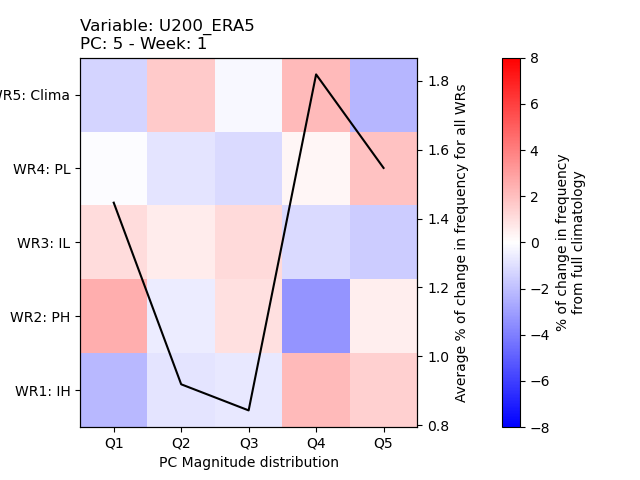 Variable: U200_ERA5
PC: 5 - Week: 1
WR5: Clima
WR4: PL
WR3: IL
WR2: PH
WR1: IH
Q1 Q2 Q3 Q4 Q5
PC Magnitude distribution
1.8
1.6
1.4
1.2
1.0
0.8
Average % of change in frequency for all WRs
8
6
4
2
0
−2
−4
−6
−8
% of change in frequency
from full climatology